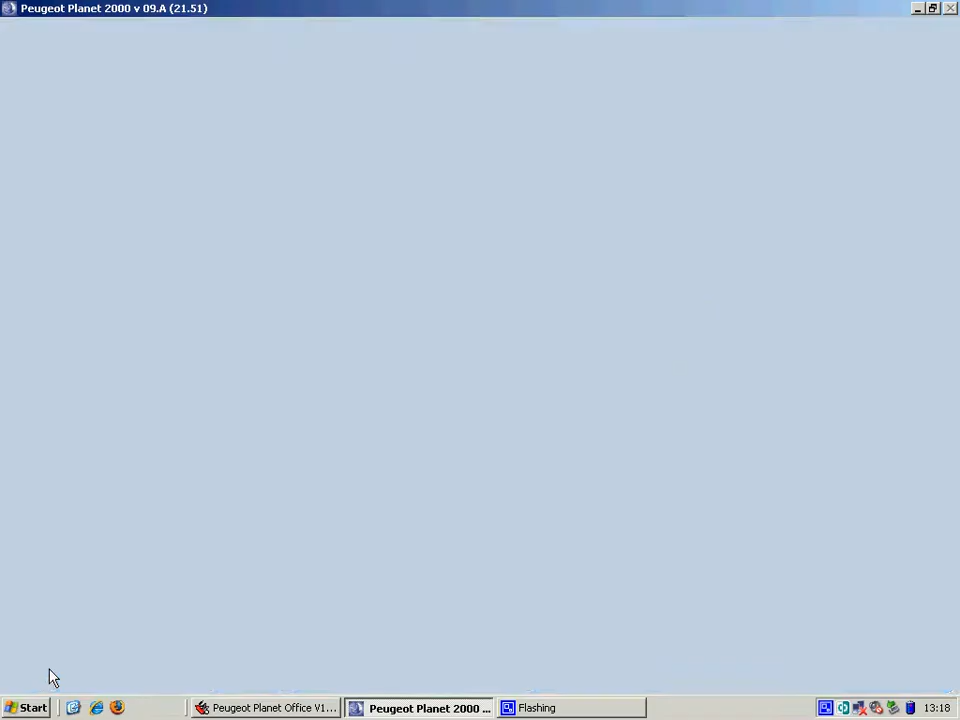 Peugeot Planet 2000 v 09.A (21.51)
Start
Peugeot Planet Office V1...
Peugeot Planet 2000 ...
Flashing
13:18